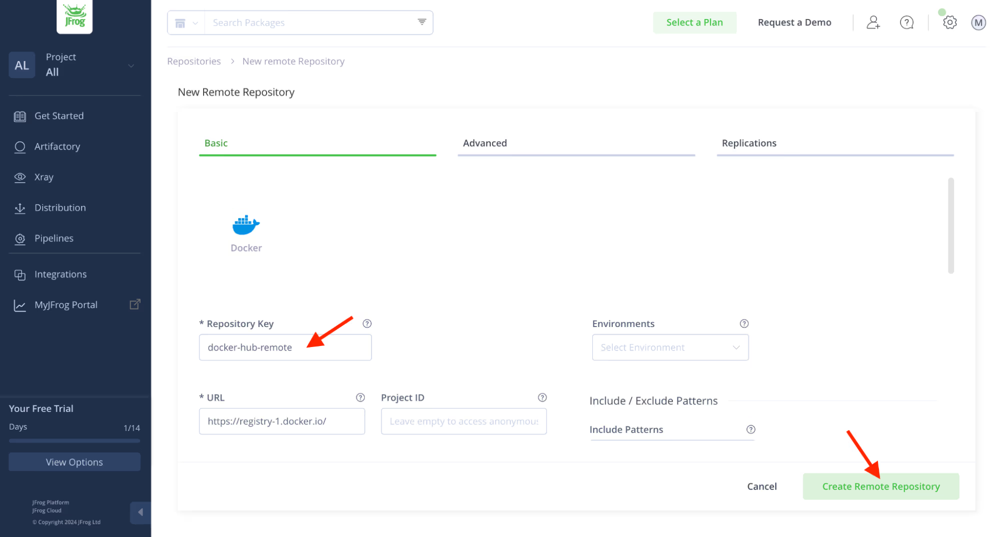 JFrog
AL
Project
All
Get Started
Artifactory
Xray
Distribution
Pipelines
Integrations
MyJFrog Portal
Your Free Trial
Days 1/14
View Options
JFrog Platform
JFrog Cloud
© Copyright 2024 JFrog Ltd
Search Packages
Select a Plan
Request a Demo
M
Repositories > New remote Repository
New Remote Repository
Basic
Advanced
Replications
Docker
* Repository Key
docker-hub-remote
Environments
Select Environment
* URL
https://registry-1.docker.io/
Project ID
Leave empty to access anonymous
Include / Exclude Patterns
Include Patterns
Cancel
Create Remote Repository